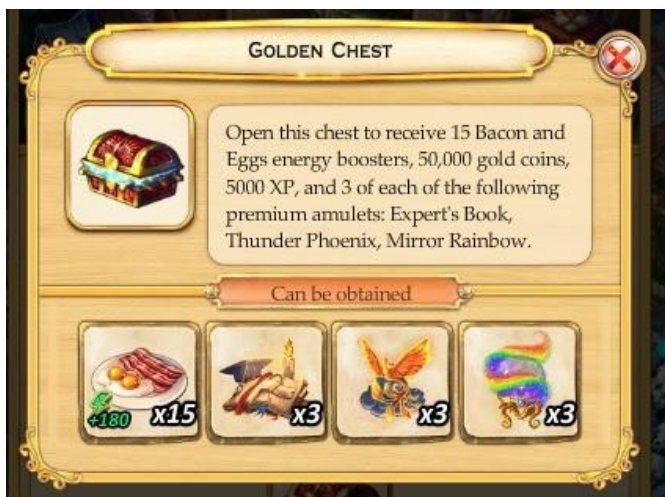 GOLDEN CHEST
Open this chest to receive 15 Bacon and
Eggs energy boosters, 50,000 gold coins,
5000 XP, and 3 of each of the following
premium amulets: Expert's Book,
Thunder Phoenix, Mirror Rainbow.
Can be obtained
+180 x15 x3 x3 x3